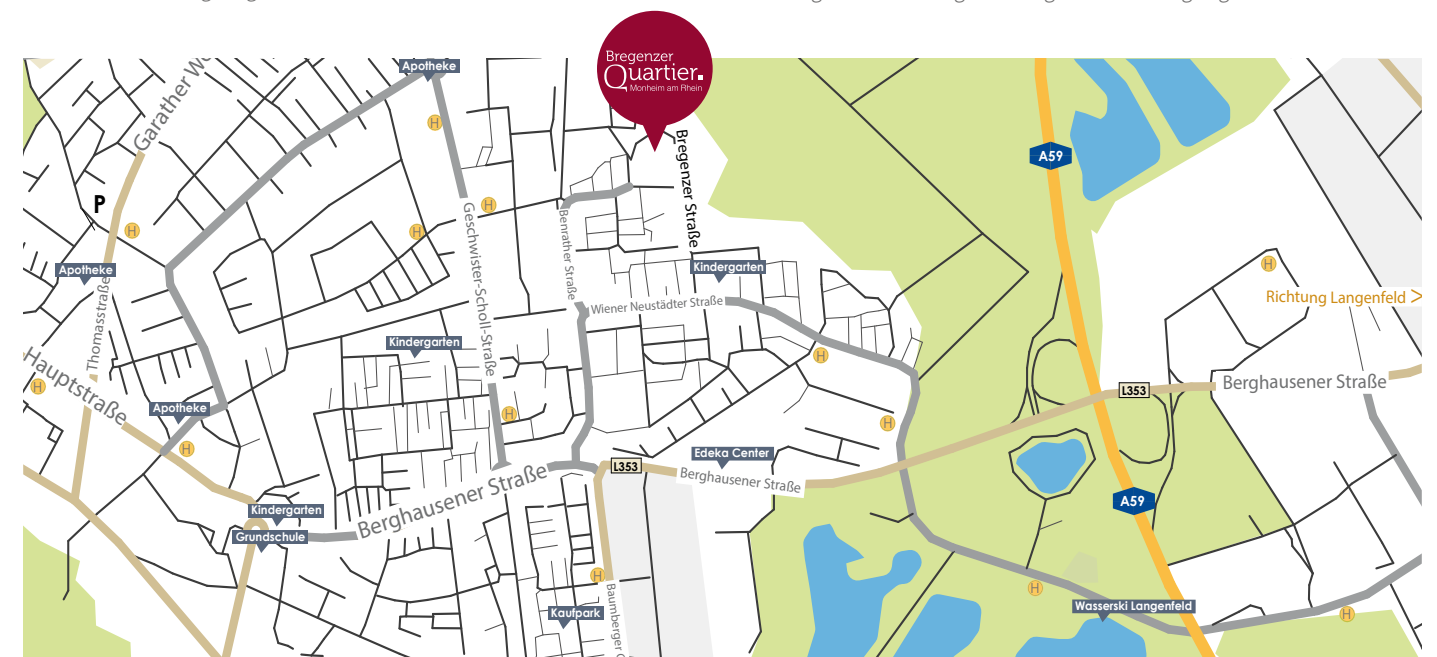 Bregenzer
Quartier.
Monheim am Rhein
Apotheke
Garather
H
Bregenzer Straße
A59
P
H
H
H
Geschwister-Scholl-Straße
Benrather Straße
Apotheke
Kindergarten
H
Richtung Langenfeld >
Thomasstraße
Wiener Neustädter Straße
Kindergarten
H
Hauptstraße
H
L353
Berghausener Straße
Apotheke
H
H
H
Edeka Center
L353
Berghausener Straße
Berghausener Straße
A59
Kindergarten
Grundschule
H
H
Kaufpark
Baumberger
Wasserski Langenfeld
H